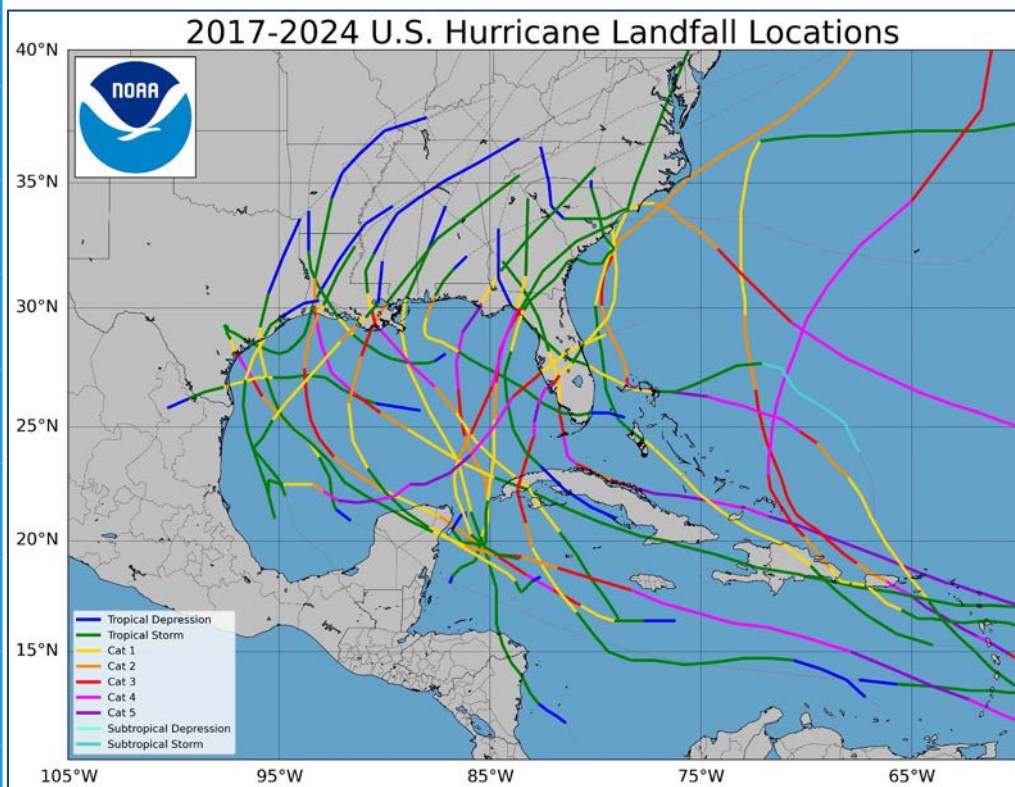 2017-2024 U.S. Hurricane Landfall Locations
40°N
NOAA
35°N
30°N
25°N
20°N
15°N
Tropical Depression
Tropical Storm
Cat 1
Cat 2
Cat 3
Cat 4
Cat 5
Subtropical Depression
Subtropical Storm
105°W 95°W 85°W 75°W 65°W